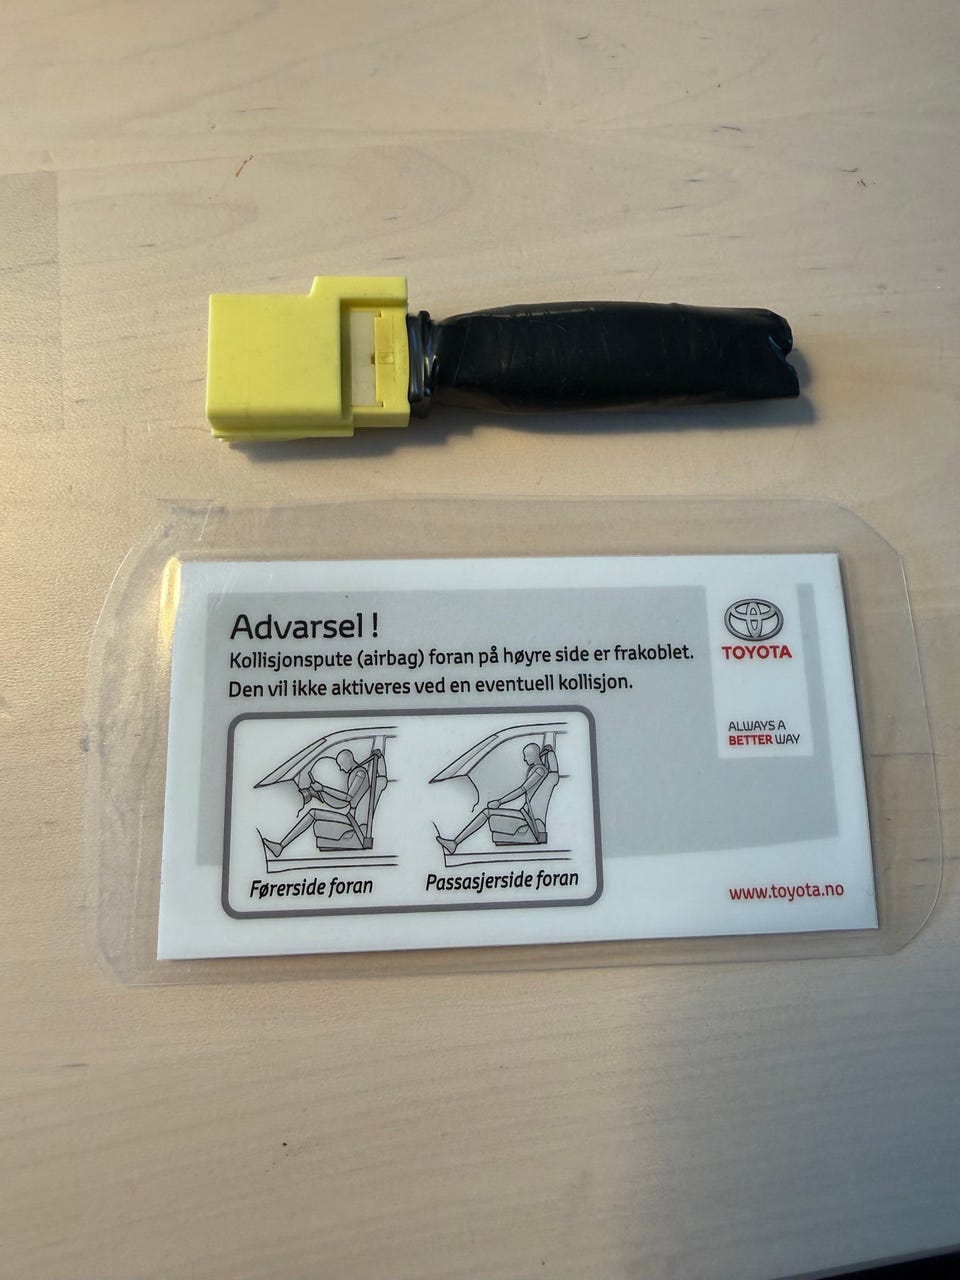 Advarsel !
Kollisjonspute (airbag) foran på høyre side er frakoblet.
Den vil ikke aktiveres ved en eventuell kollisjon.
TOYOTA
ALWAYS A
BETTER WAY
Førerside foran
Passasjerside foran
www.toyota.no